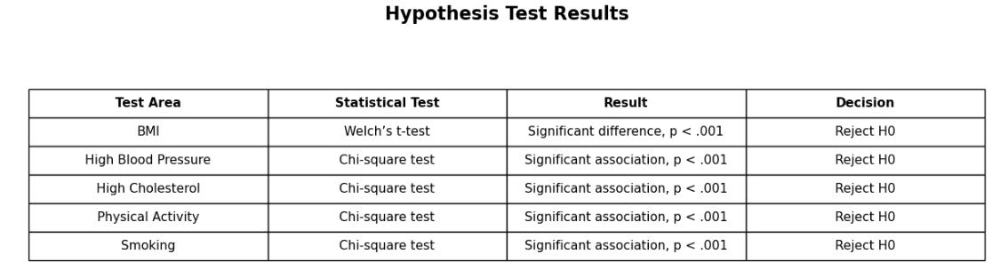 Hypothesis Test Results
Test Area Statistical Test Result Decision
BMI Welch’s t-test Significant difference, p < .001 Reject H0
High Blood Pressure Chi-square test Significant association, p < .001 Reject H0
High Cholesterol Chi-square test Significant association, p < .001 Reject H0
Physical Activity Chi-square test Significant association, p < .001 Reject H0
Smoking Chi-square test Significant association, p < .001 Reject H0